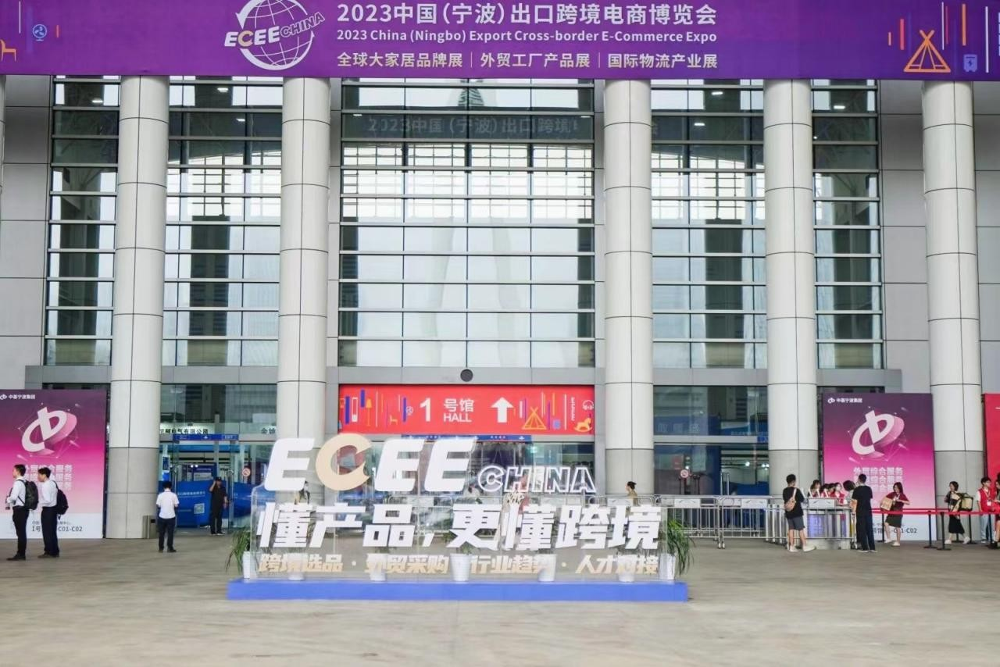 ECEE CHINA
2023中国(宁波)出口跨境电商博览会
2023 China (Ningbo) Export Cross-border E-Commerce Expo
全球大家居品牌展|外贸工厂产品展|国际物流产业展
2023中国(宁波)出口跨境
1 号馆
HALL
中基宁波集团
外贸综合服务
中基宁波集团
外贸综合服务
ECEE CHINA
懂产品,更懂跨境
跨境选品·外贸采购 行业趋势·人才对接